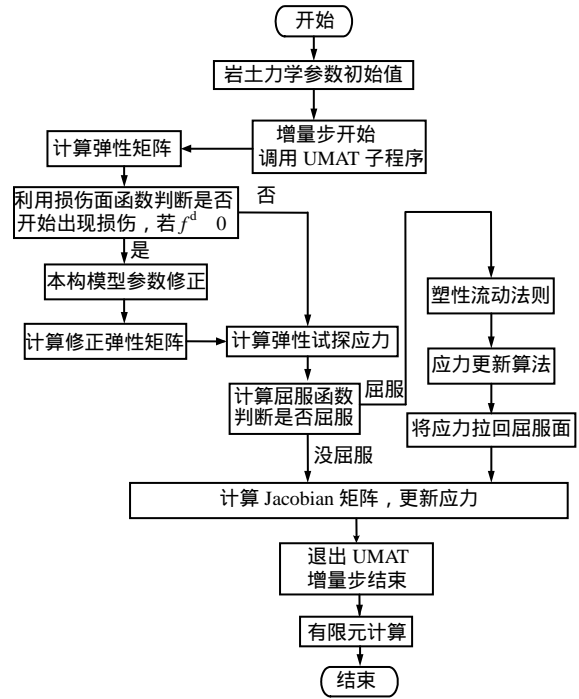 开始
岩土力学参数初始值
增量步开始
调用 UMAT 子程序
计算弹性矩阵
利用损伤面函数判断是否
开始出现损伤，若 f^d 0
否
是
本构模型参数修正
计算修正弹性矩阵
计算弹性试探应力
计算屈服函数
判断是否屈服
屈服
没屈服
塑性流动法则
应力更新算法
将应力拉回屈服面
计算 Jacobian 矩阵，更新应力
退出 UMAT
增量步结束
有限元计算
结束